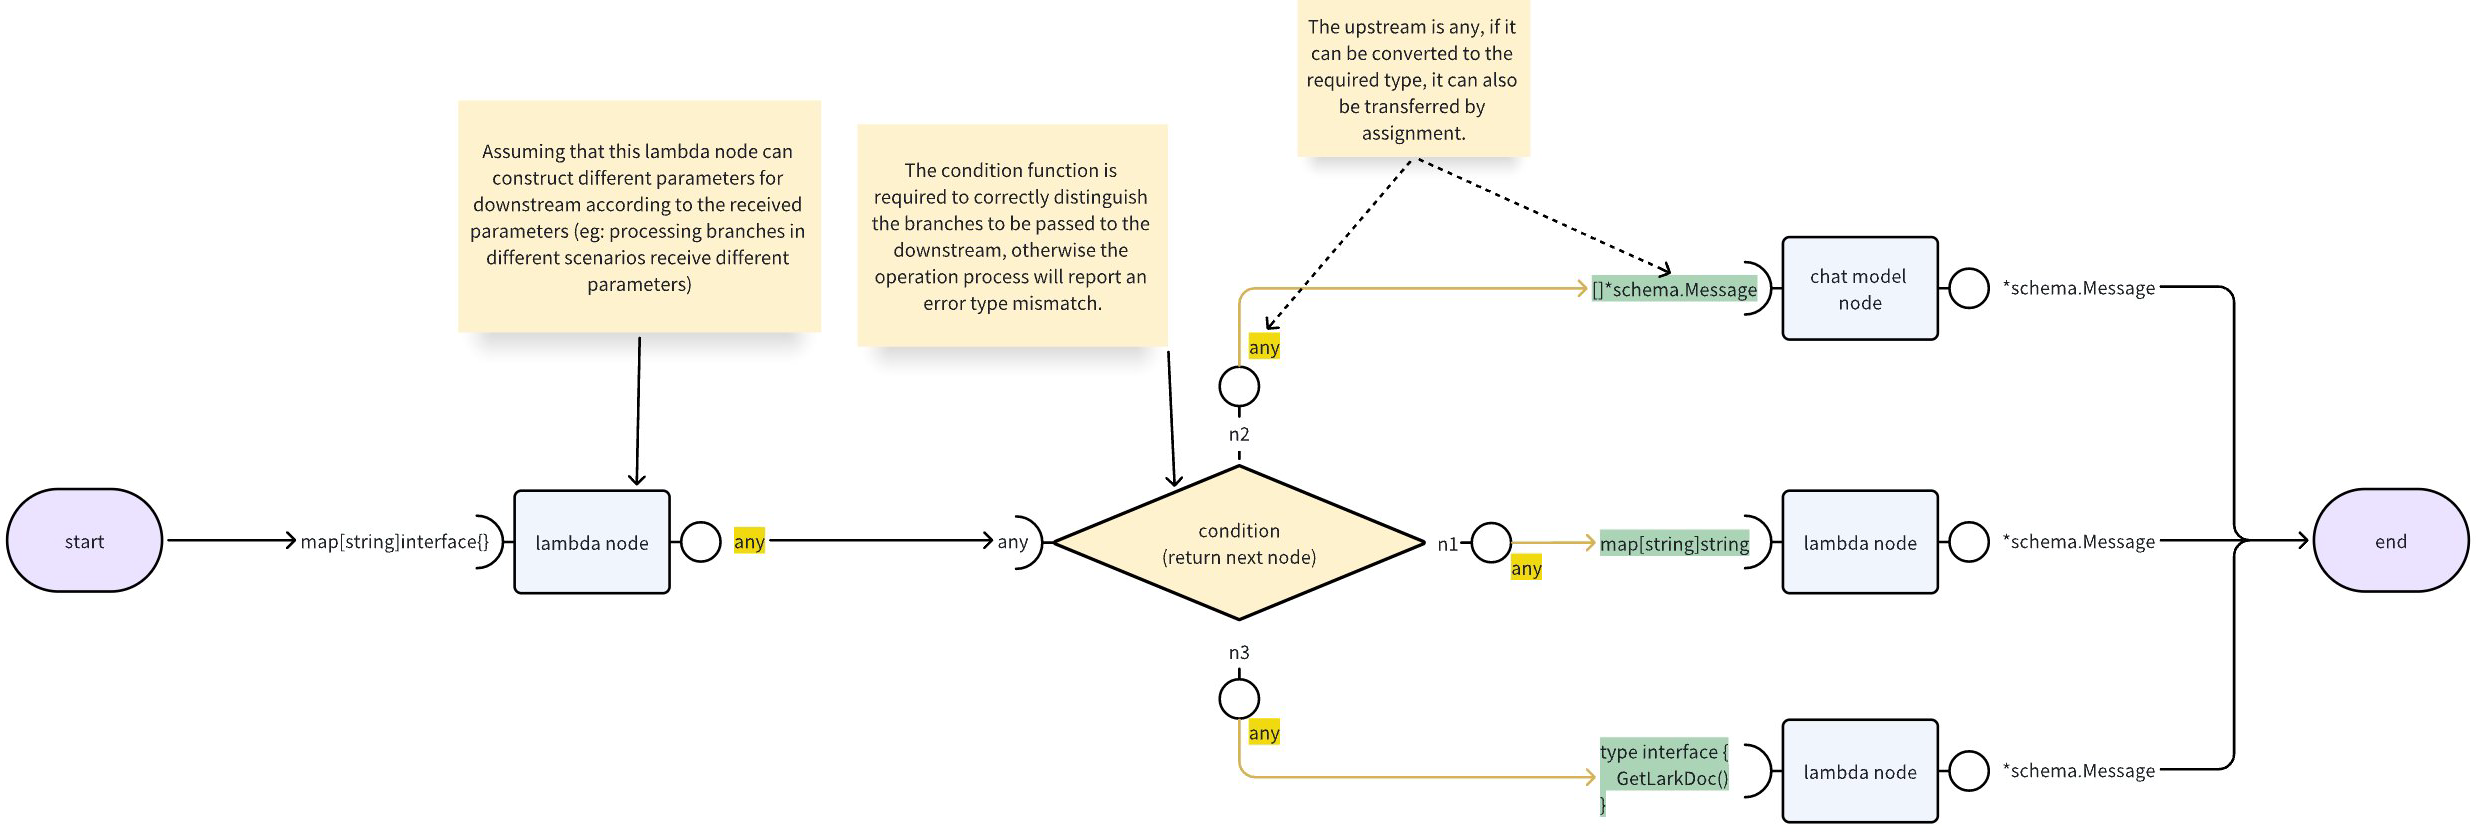 The upstream is any, if it
can be converted to the
required type, it can also
be transferred by
assignment.
Assuming that this lambda node can
construct different parameters for
downstream according to the received
parameters (eg: processing branches in
different scenarios receive different
parameters)
The condition function is
required to correctly distinguish
the branches to be passed to the
downstream, otherwise the
operation process will report an
error type mismatch.
start
map[string]interface{}
lambda node
any
any
condition
(return next node)
n2
any
[]*schema.Message
chat model
node
*schema.Message
n1
any
map[string]string
lambda node
*schema.Message
n3
any
type interface {
GetLarkDoc()
}
lambda node
*schema.Message
end